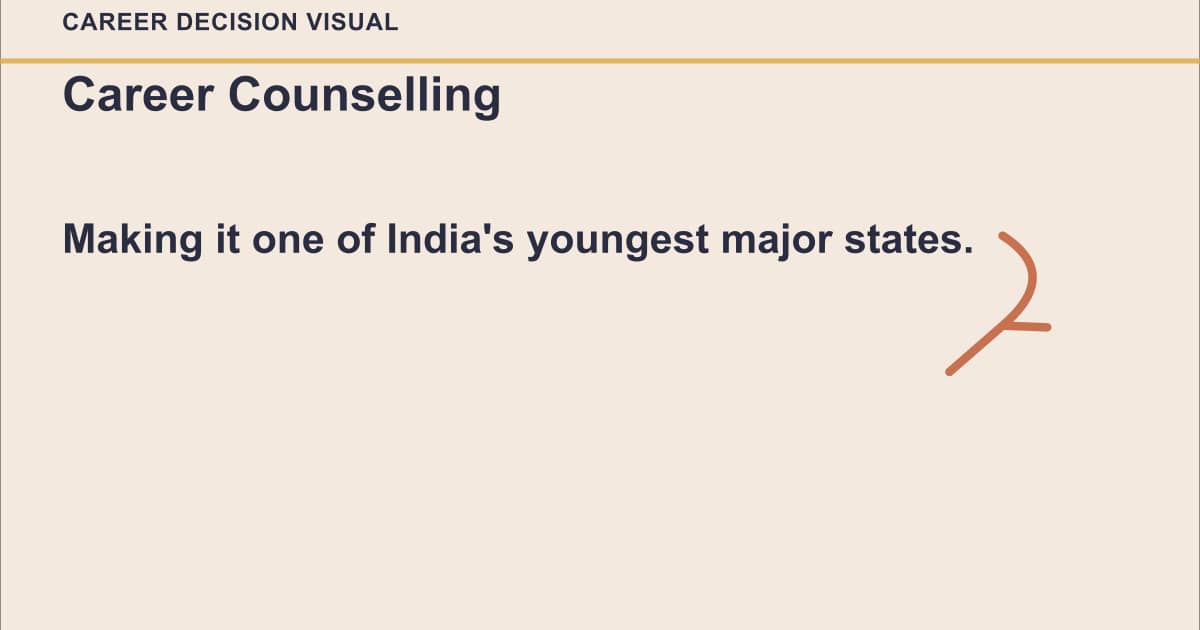 CAREER DECISION VISUAL
Career Counselling
Making it one of India's youngest major states.